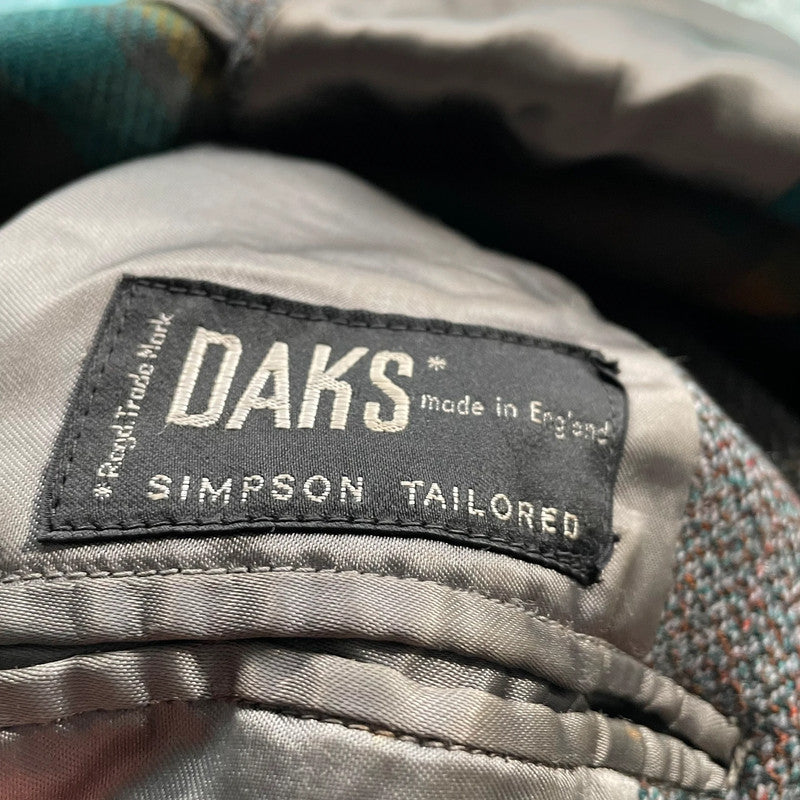 * Regd Trade Mark
DAKS* made in England
SIMPSON TAILORED